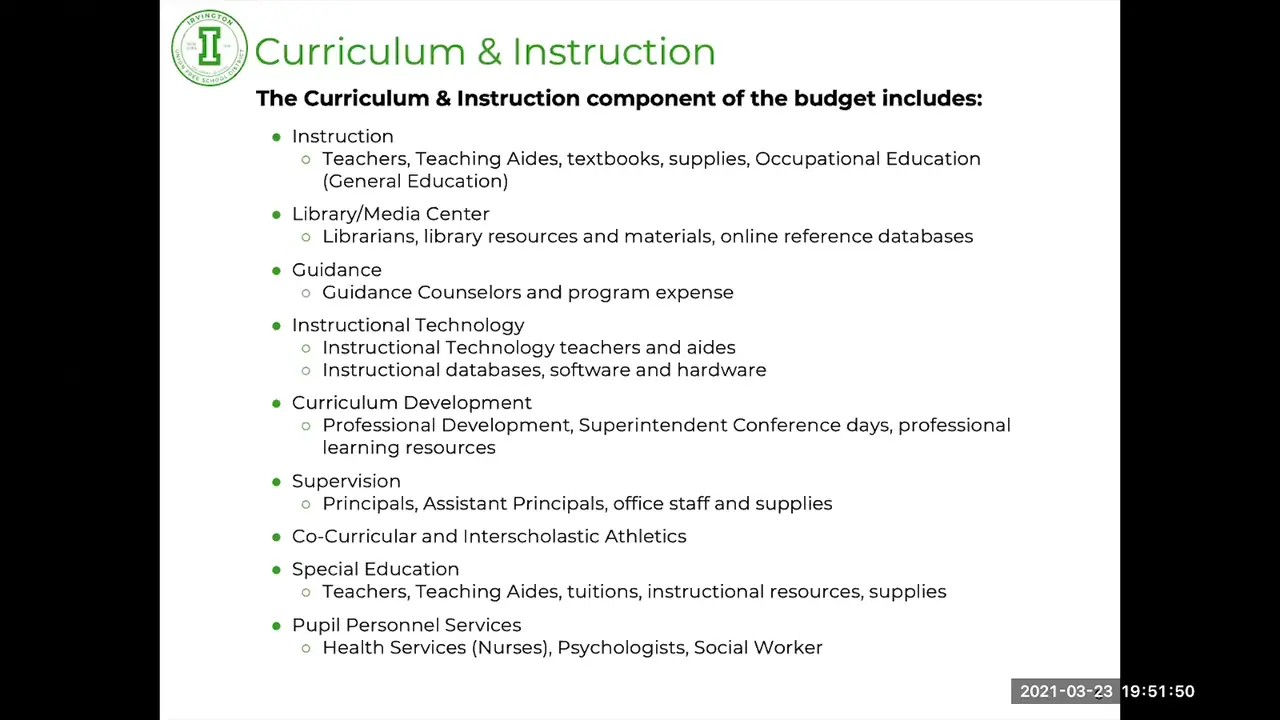 IRVINGTON
I
UNION FREE SCHOOL DISTRICT
Curriculum & Instruction
The Curriculum & Instruction component of the budget includes:
● Instruction
○ Teachers, Teaching Aides, textbooks, supplies, Occupational Education
(General Education)
● Library/Media Center
○ Librarians, library resources and materials, online reference databases
● Guidance
○ Guidance Counselors and program expense
● Instructional Technology
○ Instructional Technology teachers and aides
○ Instructional databases, software and hardware
● Curriculum Development
○ Professional Development, Superintendent Conference days, professional
learning resources
● Supervision
○ Principals, Assistant Principals, office staff and supplies
● Co-Curricular and Interscholastic Athletics
● Special Education
○ Teachers, Teaching Aides, tuitions, instructional resources, supplies
● Pupil Personnel Services
○ Health Services (Nurses), Psychologists, Social Worker
2021-03-23 19:51:50